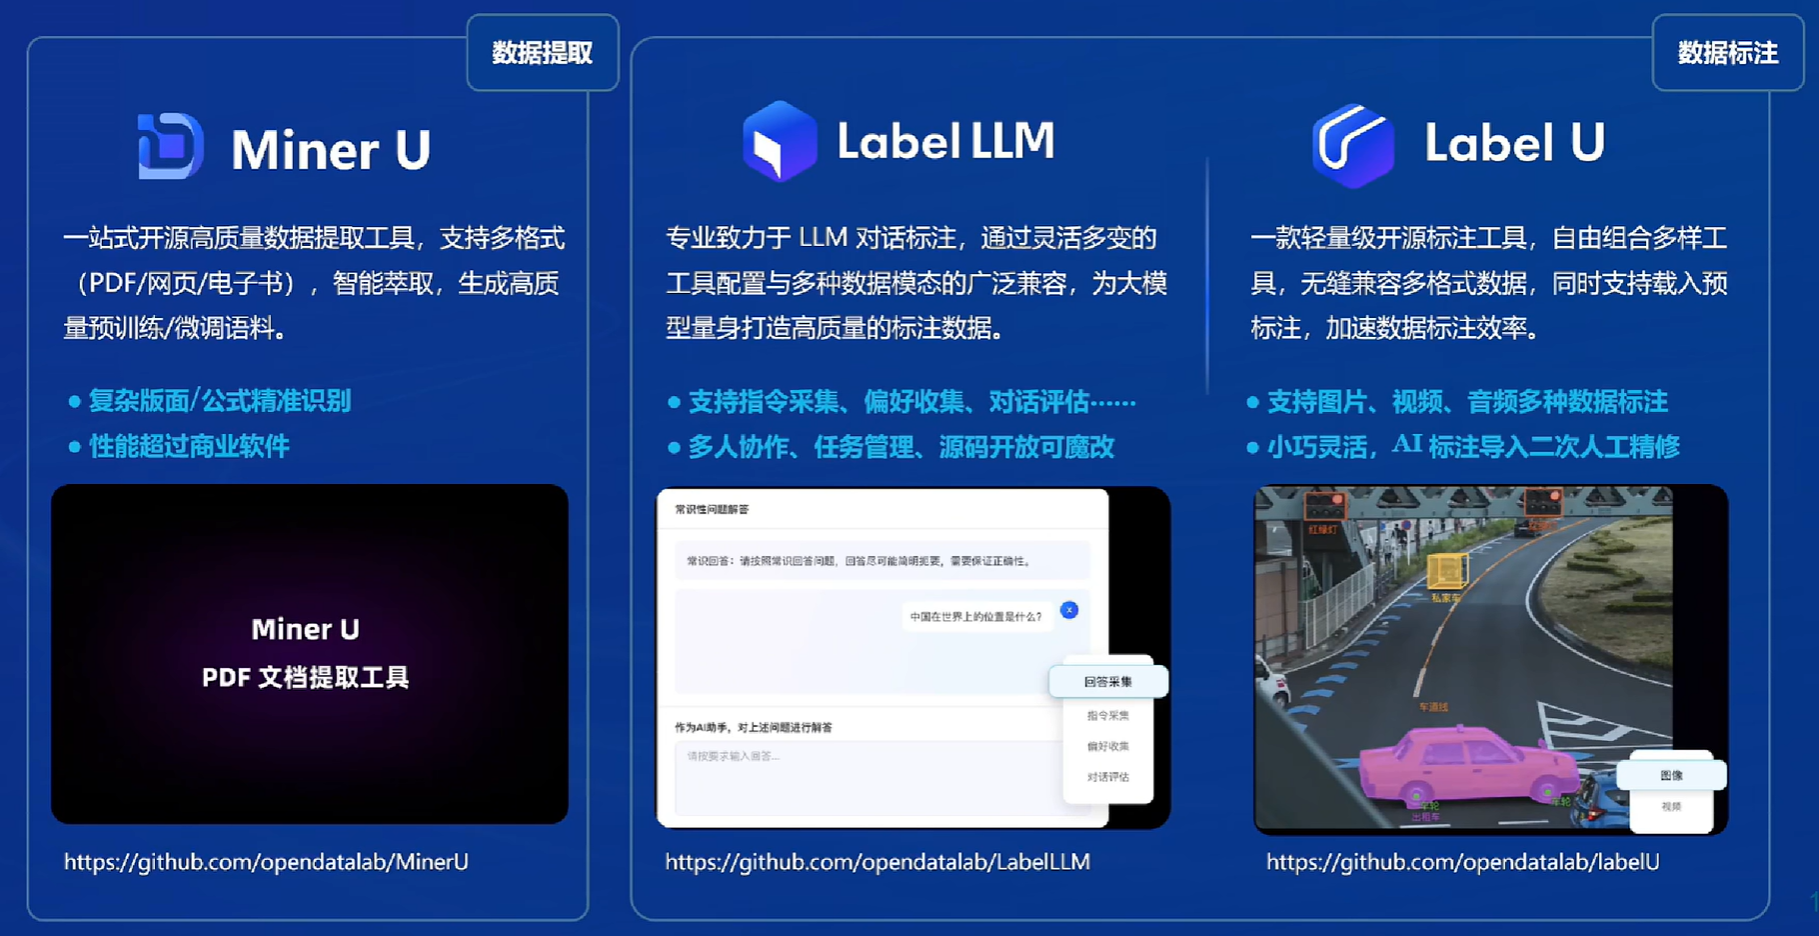 数据提取
Miner U
一站式开源高质量数据提取工具，支持多格式
（PDF/网页/电子书），智能萃取，生成高质
量预训练/微调语料。
复杂版面/公式精准识别
性能超过商业软件
Miner U
PDF 文档提取工具
https://github.com/opendatalab/MinerU
数据标注
Label LLM
专业致力于 LLM 对话标注，通过灵活多变的
工具配置与多种数据模态的广泛兼容，为大模
型量身打造高质量的标注数据。
支持指令采集、偏好收集、对话评估……
多人协作、任务管理、源码开放可魔改
常识性问题解答
常识回答：请按照常识回答问题，回答尽可能简明扼要，需要保证正确性。
中国在世界上的位置是什么？
x
回答采集
指令采集
偏好收集
对话评估
作为AI助手，对上述问题进行解答
请按要求输入回答...
https://github.com/opendatalab/LabelLLM
Label U
一款轻量级开源标注工具，自由组合多样工
具，无缝兼容多格式数据，同时支持载入预
标注，加速数据标注效率。
支持图片、视频、音频多种数据标注
小巧灵活，AI 标注导入二次人工精修
红绿灯
私家车
车道线
车轮
车轮
出租车
图像
视频
https://github.com/opendatalab/labelU